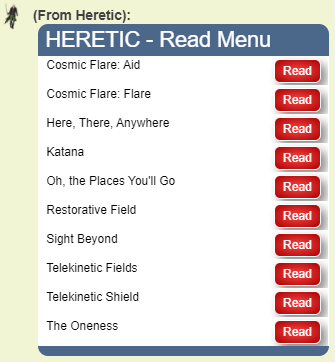 (From Heretic):
HERETIC - Read Menu
Cosmic Flare: Aid Read
Cosmic Flare: Flare Read
Here, There, Anywhere Read
Katana Read
Oh, the Places You'll Go Read
Restorative Field Read
Sight Beyond Read
Telekinetic Fields Read
Telekinetic Shield Read
The Oneness Read